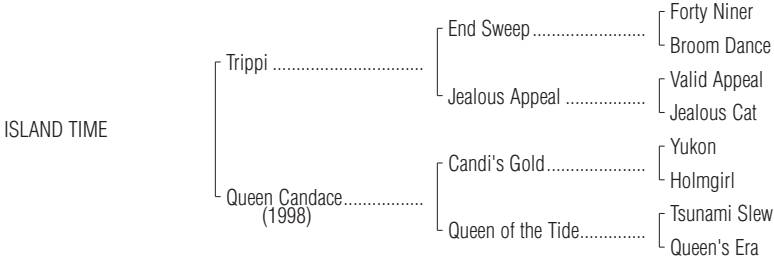 Forty Niner
End Sweep........................
Broom Dance
Trippi ................................
Valid Appeal
Jealous Appeal .................
Jealous Cat
ISLAND TIME
Yukon
Candi's Gold.....................
Holmgirl
Queen Candace.................
(1998)
Tsunami Slew
Queen of the Tide..............
Queen's Era